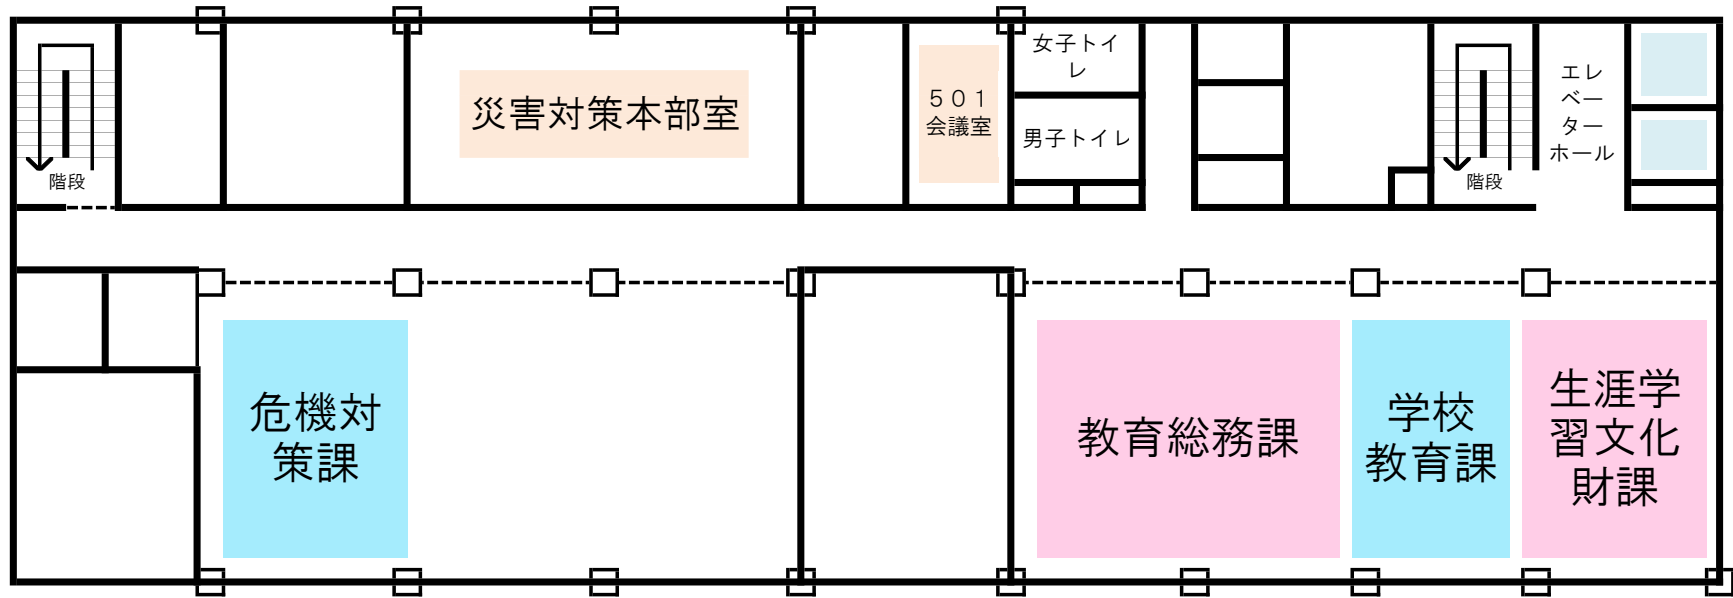 災害対策本部室
５０１
会議室
女子トイ
レ
男子トイレ
エレ
ベー
ター
ホール
階段
階段
危機対
策課
教育総務課
学校
教育課
生涯学
習文化
財課